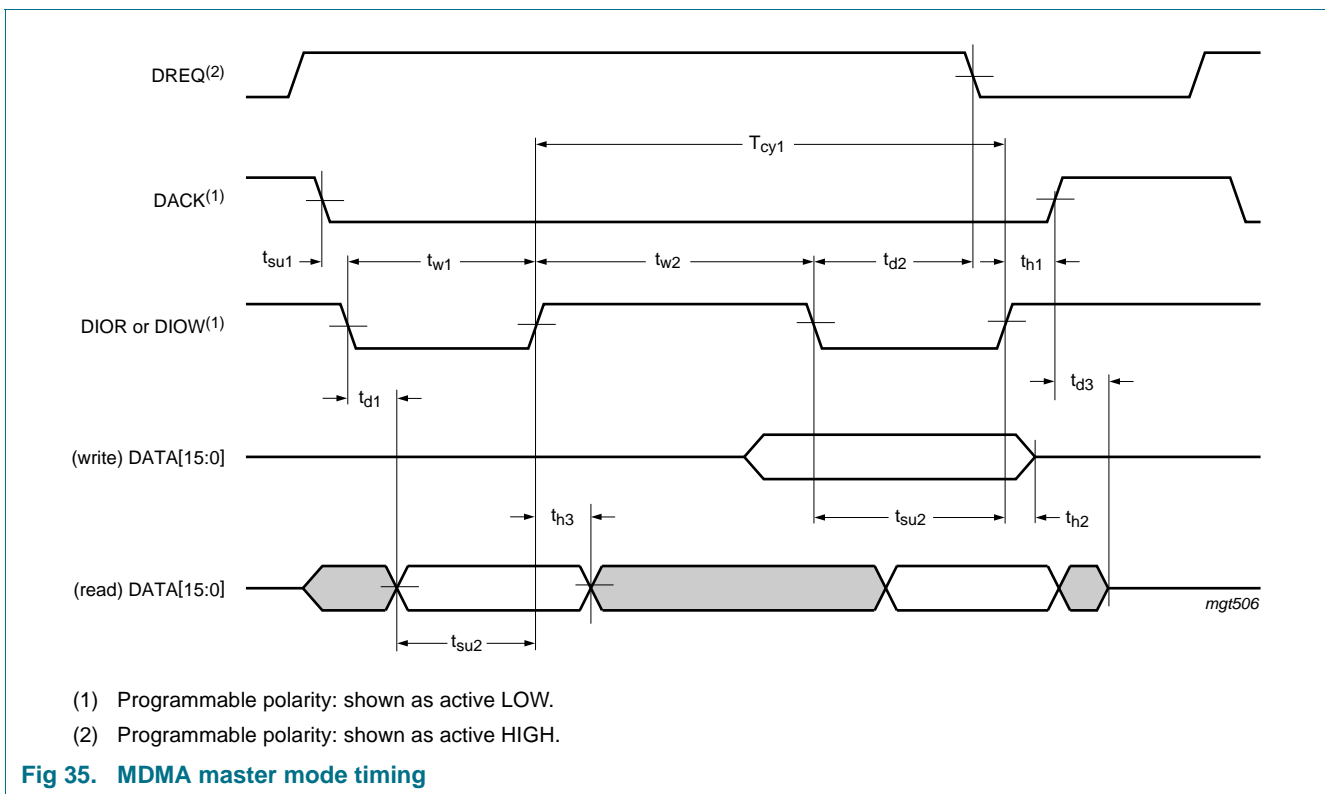 DREQ(2)
Tcy1
DACK(1)
tsu1
tw1
tw2
td2
th1
DIOR or DIOW(1)
td1
td3
(write) DATA[15:0]
th3
tsu2
th2
(read) DATA[15:0]
mgt506
tsu2
(1) Programmable polarity: shown as active LOW.
(2) Programmable polarity: shown as active HIGH.
Fig 35. MDMA master mode timing